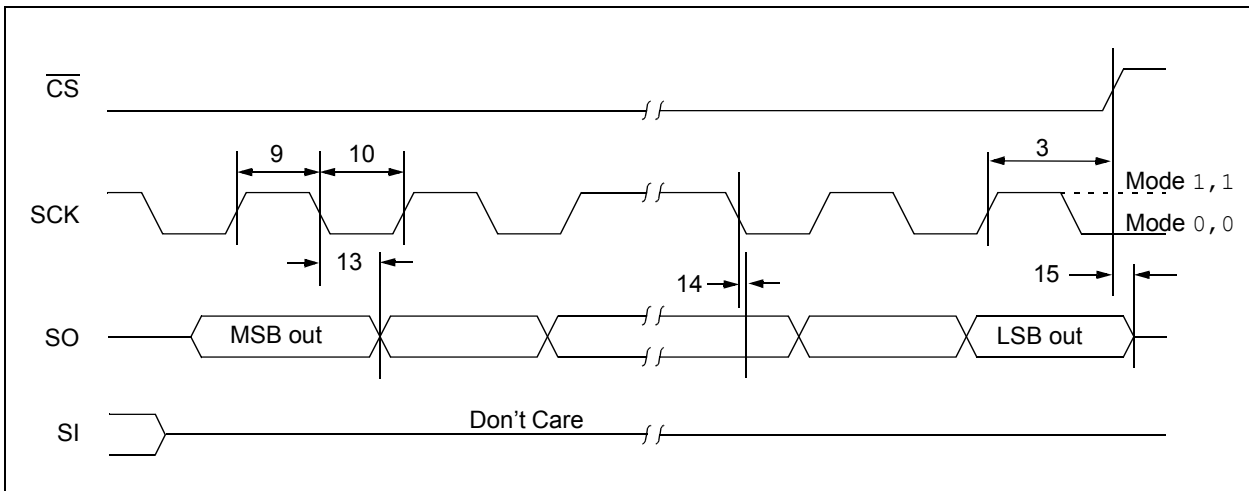 CS
9
10
3
Mode 1,1
SCK
Mode 0,0
13
14
15
SO
MSB out
LSB out
SI
Don't Care